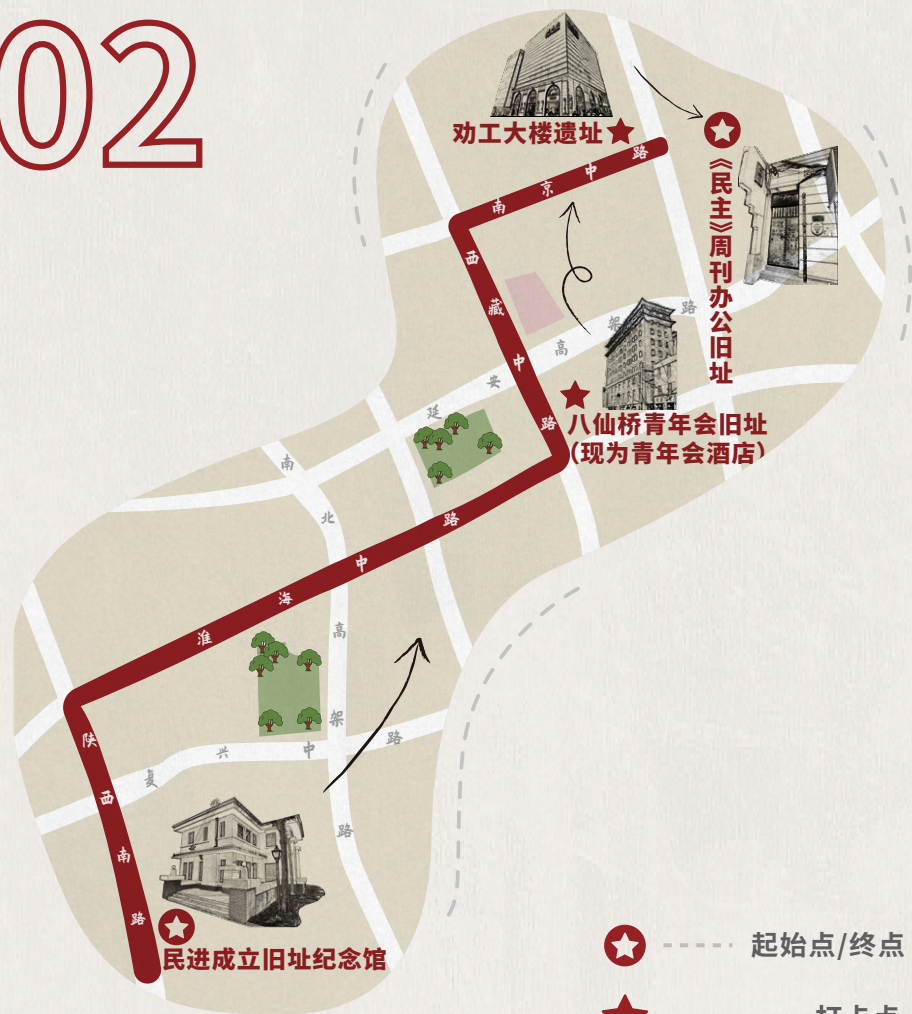 02
劝工大楼遗址
《民主》周刊办公旧址
南京中路
西藏中路
延安高架路
八仙桥青年会旧址
（现为青年会酒店）
南北高架路
淮海中路
陕西南路
复兴中路
民进成立旧址纪念馆
起始点/终点